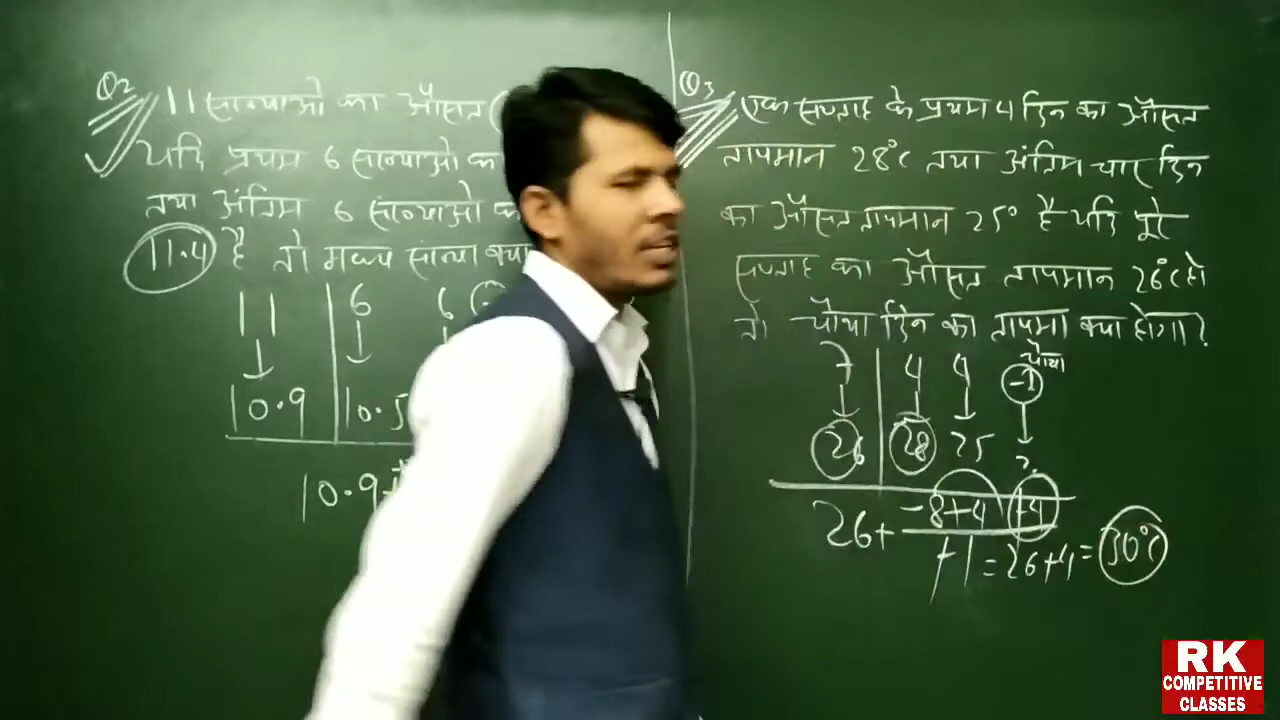 Q2
11 संख्याओं का औसत (
यदि प्रथम 6 संख्याओं का
तथा अंतिम 6 संख्याओं का
11.4 है तो मध्य संख्या क्या
11 6 6
10.9 10.5
10.9+
Q3 एक सप्ताह के प्रथम 4 दिन का औसत
तापमान 28°C तथा अंतिम चार दिन
का औसत तापमान 25° है यदि पूरे
सप्ताह का औसत तापमान 26°C हो
तो चौथा दिन का तापमा क्या होगा?
चौथा
7 4 4 -1
26 28 25 ?
26+ -8+4 +4
+1 = 26+4 = 30°C
RK
COMPETITIVE
CLASSES